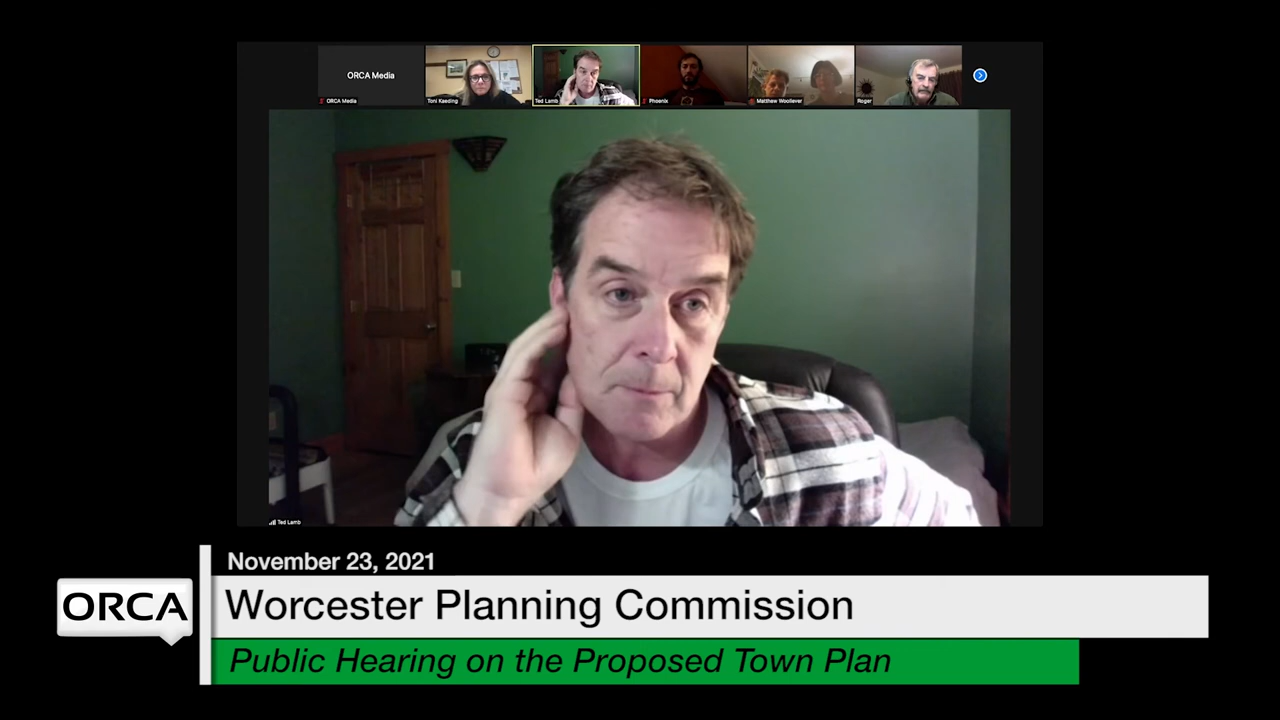 ORCA Media
ORCA Media
Toni Kaeding
Ted Lamb
Phoenix
Matthew Woollever
Roger
Ted Lamb
November 23, 2021
ORCA
Worcester Planning Commission
Public Hearing on the Proposed Town Plan